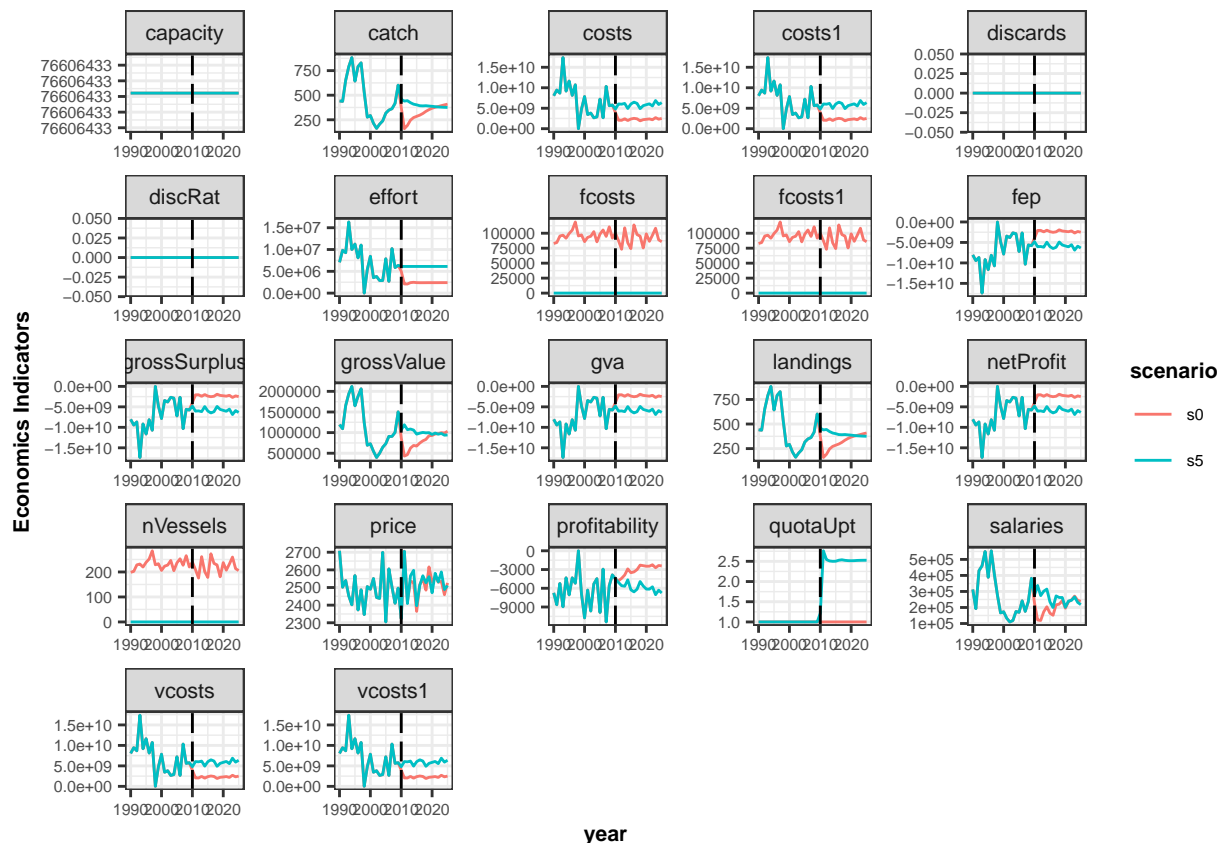 capacity catch costs costs1 discards
76606433
76606433
76606433
76606433
76606433
250
500
750
0.0e+00
5.0e+09
1.0e+10
1.5e+10
0.0e+00
5.0e+09
1.0e+10
1.5e+10
−0.050
−0.025
0.000
0.025
0.050
1990 2000 2010 2020 1990 2000 2010 2020 1990 2000 2010 2020 1990 2000 2010 2020 1990 2000 2010 2020
discRat effort fcosts fcosts1 fep
−0.050
−0.025
0.000
0.025
0.050
0.0e+00
5.0e+06
1.0e+07
1.5e+07
0
25000
50000
75000
100000
0
25000
50000
75000
100000
−1.5e+10
−1.0e+10
−5.0e+09
0.0e+00
1990 2000 2010 2020 1990 2000 2010 2020 1990 2000 2010 2020 1990 2000 2010 2020 1990 2000 2010 2020
grossSurplus grossValue gva landings netProfit
−1.5e+10
−1.0e+10
−5.0e+09
0.0e+00
500000
1000000
1500000
2000000
−1.5e+10
−1.0e+10
−5.0e+09
0.0e+00
250
500
750
−1.5e+10
−1.0e+10
−5.0e+09
0.0e+00
1990 2000 2010 2020 1990 2000 2010 2020 1990 2000 2010 2020 1990 2000 2010 2020 1990 2000 2010 2020
nVessels price profitability quotaUpt salaries
0
100
200
2300
2400
2500
2600
2700
−9000
−6000
−3000
0
1.0
1.5
2.0
2.5
1e+05
2e+05
3e+05
4e+05
5e+05
1990 2000 2010 2020 1990 2000 2010 2020 1990 2000 2010 2020 1990 2000 2010 2020 1990 2000 2010 2020
vcosts vcosts1
0.0e+00
5.0e+09
1.0e+10
1.5e+10
0.0e+00
5.0e+09
1.0e+10
1.5e+10
1990 2000 2010 2020 1990 2000 2010 2020
year
Economics Indicators
scenario
s0
s5